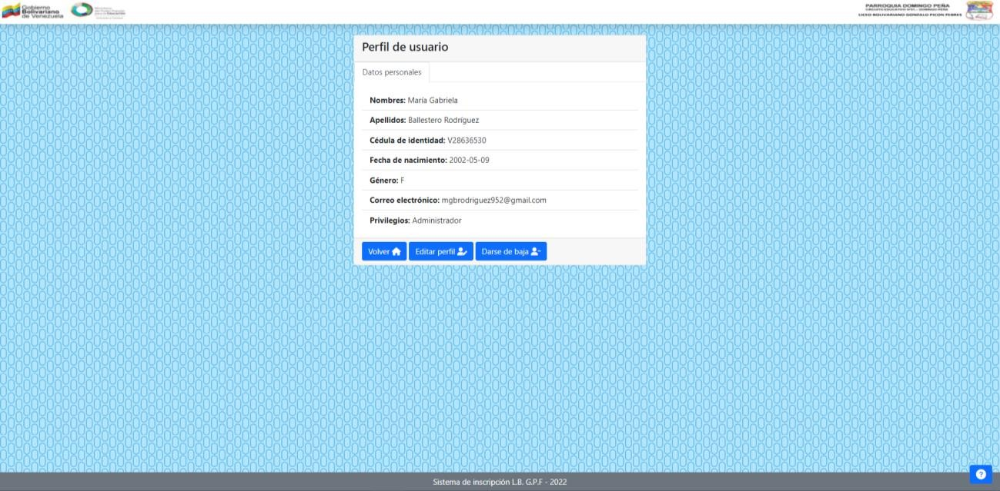 Gobierno
Bolivariano
de Venezuela
PARROQUIA DOMINGO PEÑA
LICEO BOLIVARIANO GONZALO PICON FEBRES
Perfil de usuario
Datos personales
Nombres: María Gabriela
Apellidos: Ballestero Rodríguez
Cédula de identidad: V28636530
Fecha de nacimiento: 2002-05-09
Género: F
Correo electrónico: mgbrodriguez952@gmail.com
Privilegios: Administrador
Volver
Editar perfil
Darse de baja
Sistema de inscripción L.B. G.P.F - 2022